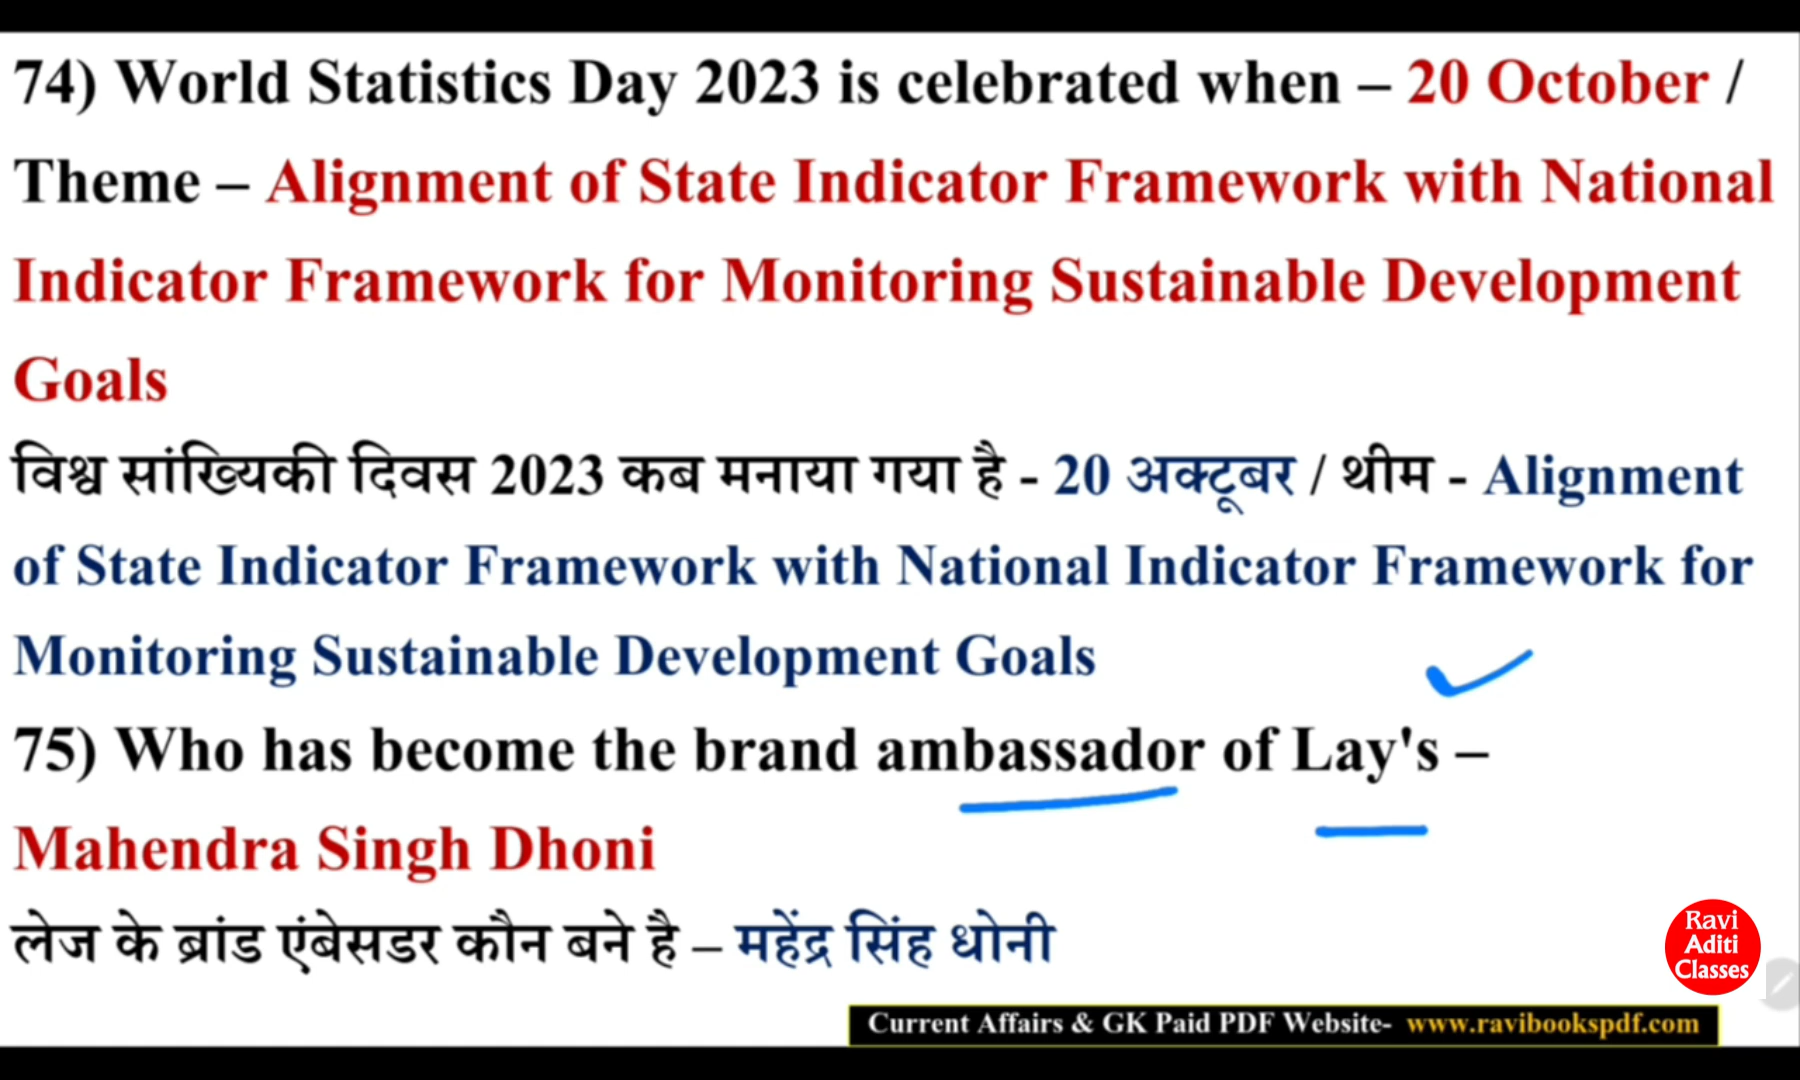 74) World Statistics Day 2023 is celebrated when – 20 October /
Theme – Alignment of State Indicator Framework with National
Indicator Framework for Monitoring Sustainable Development
Goals
विश्व सांख्यिकी दिवस 2023 कब मनाया गया है - 20 अक्टूबर / थीम - Alignment
of State Indicator Framework with National Indicator Framework for
Monitoring Sustainable Development Goals
75) Who has become the brand ambassador of Lay's –
Mahendra Singh Dhoni
लेज के ब्रांड एंबेसडर कौन बने है – महेंद्र सिंह धोनी
Ravi
Aditi
Classes
Current Affairs & GK Paid PDF Website- www.ravibookspdf.com